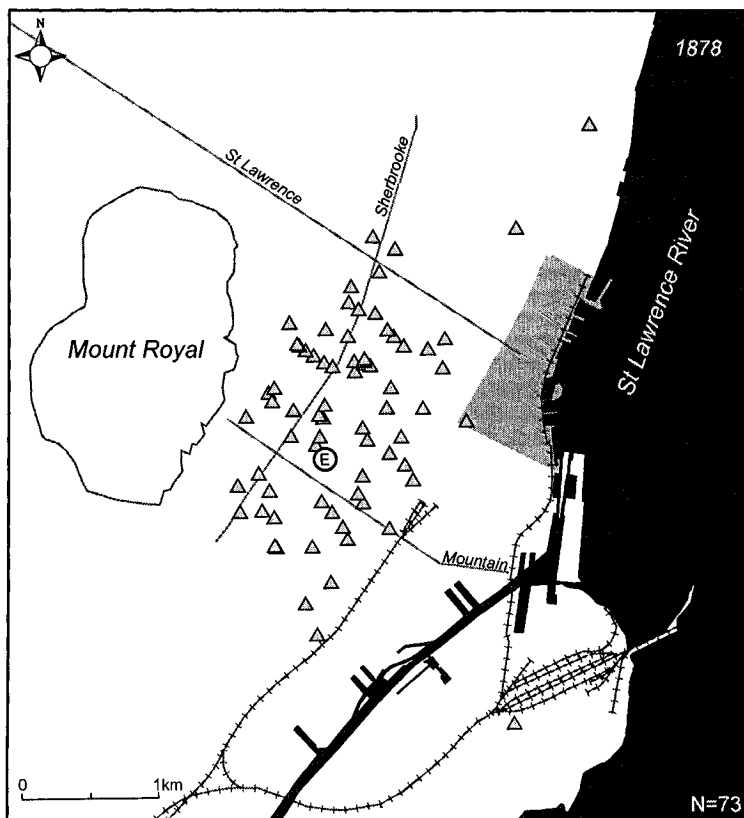 N
1878
St Lawrence
Sherbrooke
Mount Royal
St Lawrence River
E
Mountain
0 1km
N=73